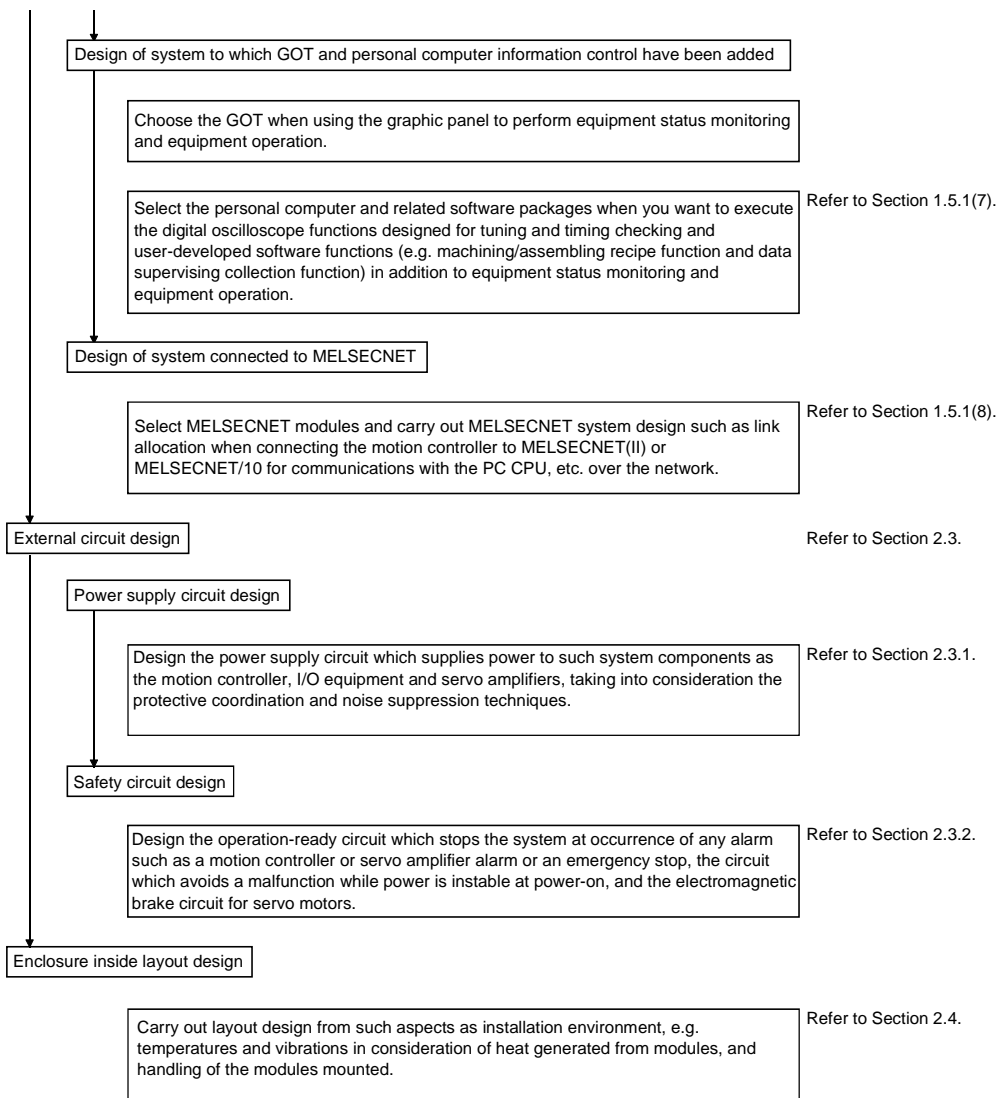 Design of system to which GOT and personal computer information control have been added
Choose the GOT when using the graphic panel to perform equipment status monitoring
and equipment operation.
Select the personal computer and related software packages when you want to execute
the digital oscilloscope functions designed for tuning and timing checking and
user-developed software functions (e.g. machining/assembling recipe function and data
supervising collection function) in addition to equipment status monitoring and
equipment operation.
Refer to Section 1.5.1(7).
Design of system connected to MELSECNET
Select MELSECNET modules and carry out MELSECNET system design such as link
allocation when connecting the motion controller to MELSECNET(II) or
MELSECNET/10 for communications with the PC CPU, etc. over the network.
Refer to Section 1.5.1(8).
External circuit design
Refer to Section 2.3.
Power supply circuit design
Design the power supply circuit which supplies power to such system components as
the motion controller, I/O equipment and servo amplifiers, taking into consideration the
protective coordination and noise suppression techniques.
Refer to Section 2.3.1.
Safety circuit design
Design the operation-ready circuit which stops the system at occurrence of any alarm
such as a motion controller or servo amplifier alarm or an emergency stop, the circuit
which avoids a malfunction while power is instable at power-on, and the electromagnetic
brake circuit for servo motors.
Refer to Section 2.3.2.
Enclosure inside layout design
Carry out layout design from such aspects as installation environment, e.g.
temperatures and vibrations in consideration of heat generated from modules, and
handling of the modules mounted.
Refer to Section 2.4.